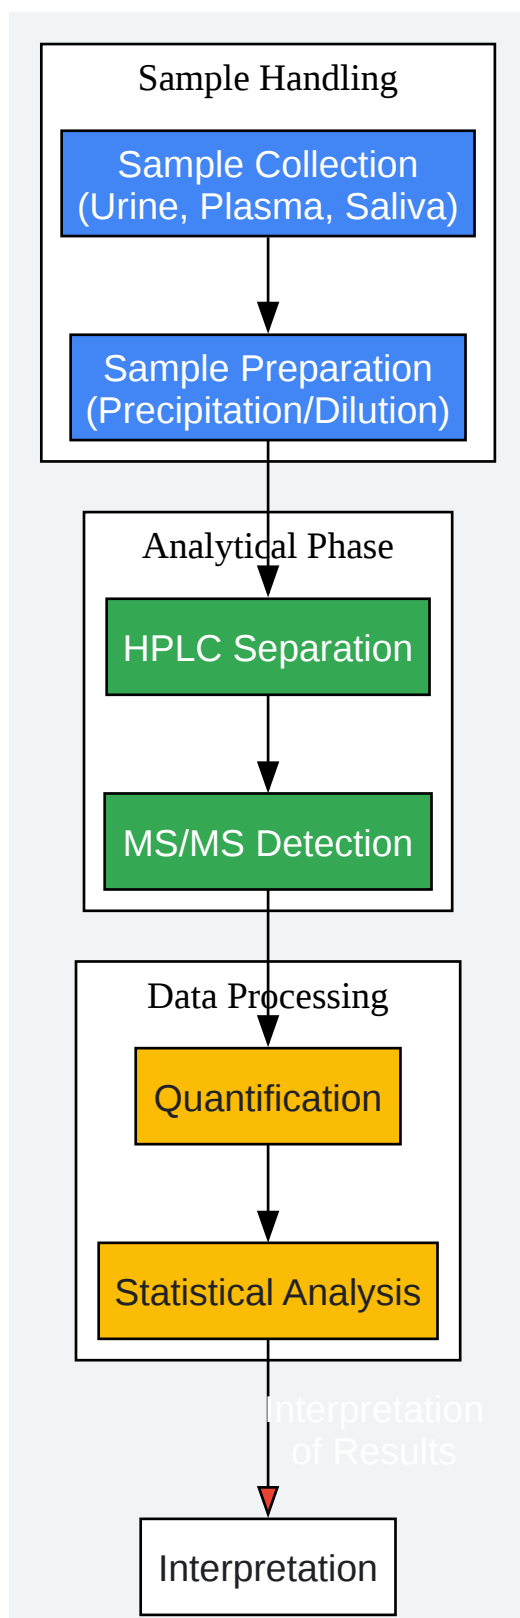 Sample Handling
Sample Collection
(Urine, Plasma, Saliva)
Sample Preparation
(Precipitation/Dilution)
Analytical Phase
HPLC Separation
MS/MS Detection
Data Processing
Quantification
Statistical Analysis
Interpretation
of Results
Interpretation